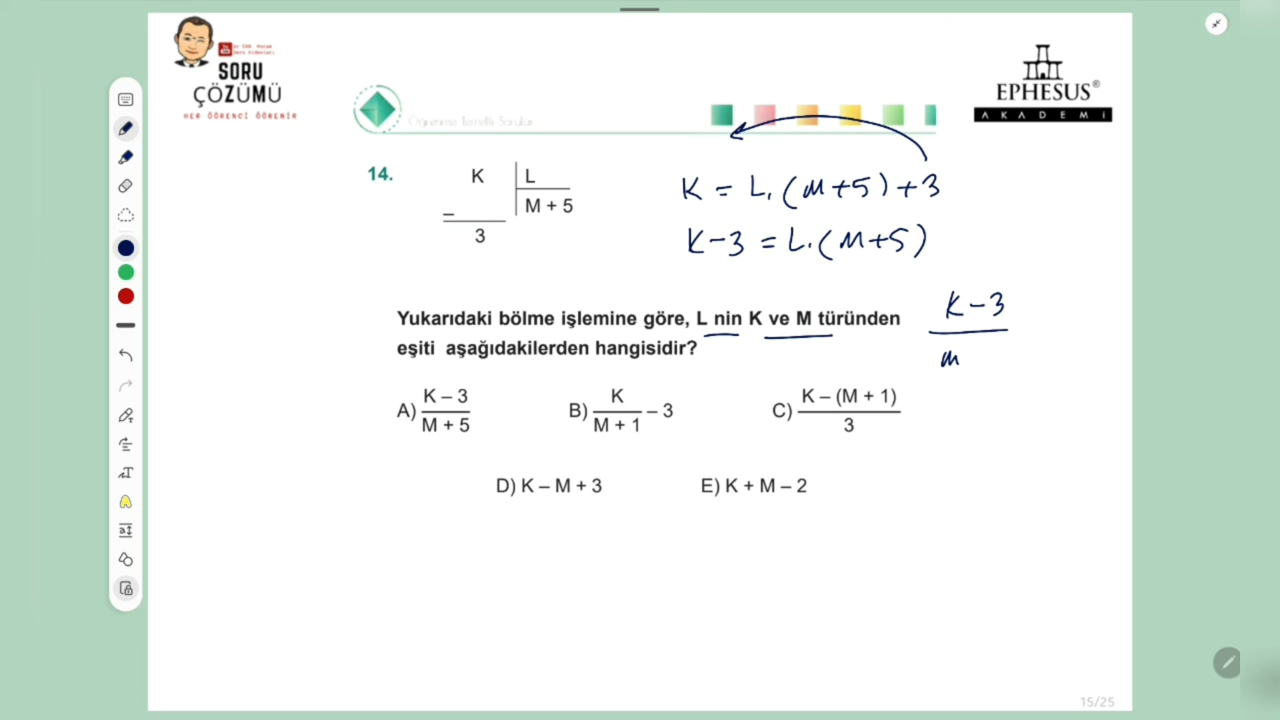 SORU
ÇÖZÜMÜ
HER ÖĞRENCİ ÖĞRENİR
EPHESUS®
AKADEMİ
14.
K L
– M + 5
3
K = L.(M+5)+3
K-3 = L.(M+5)
K-3
m
Yukarıdaki bölme işlemine göre, L nin K ve M türünden
eşiti aşağıdakilerden hangisidir?
A) K – 3 / M + 5 B) K / M + 1 – 3 C) K – (M + 1) / 3
D) K – M + 3 E) K + M – 2
15/25